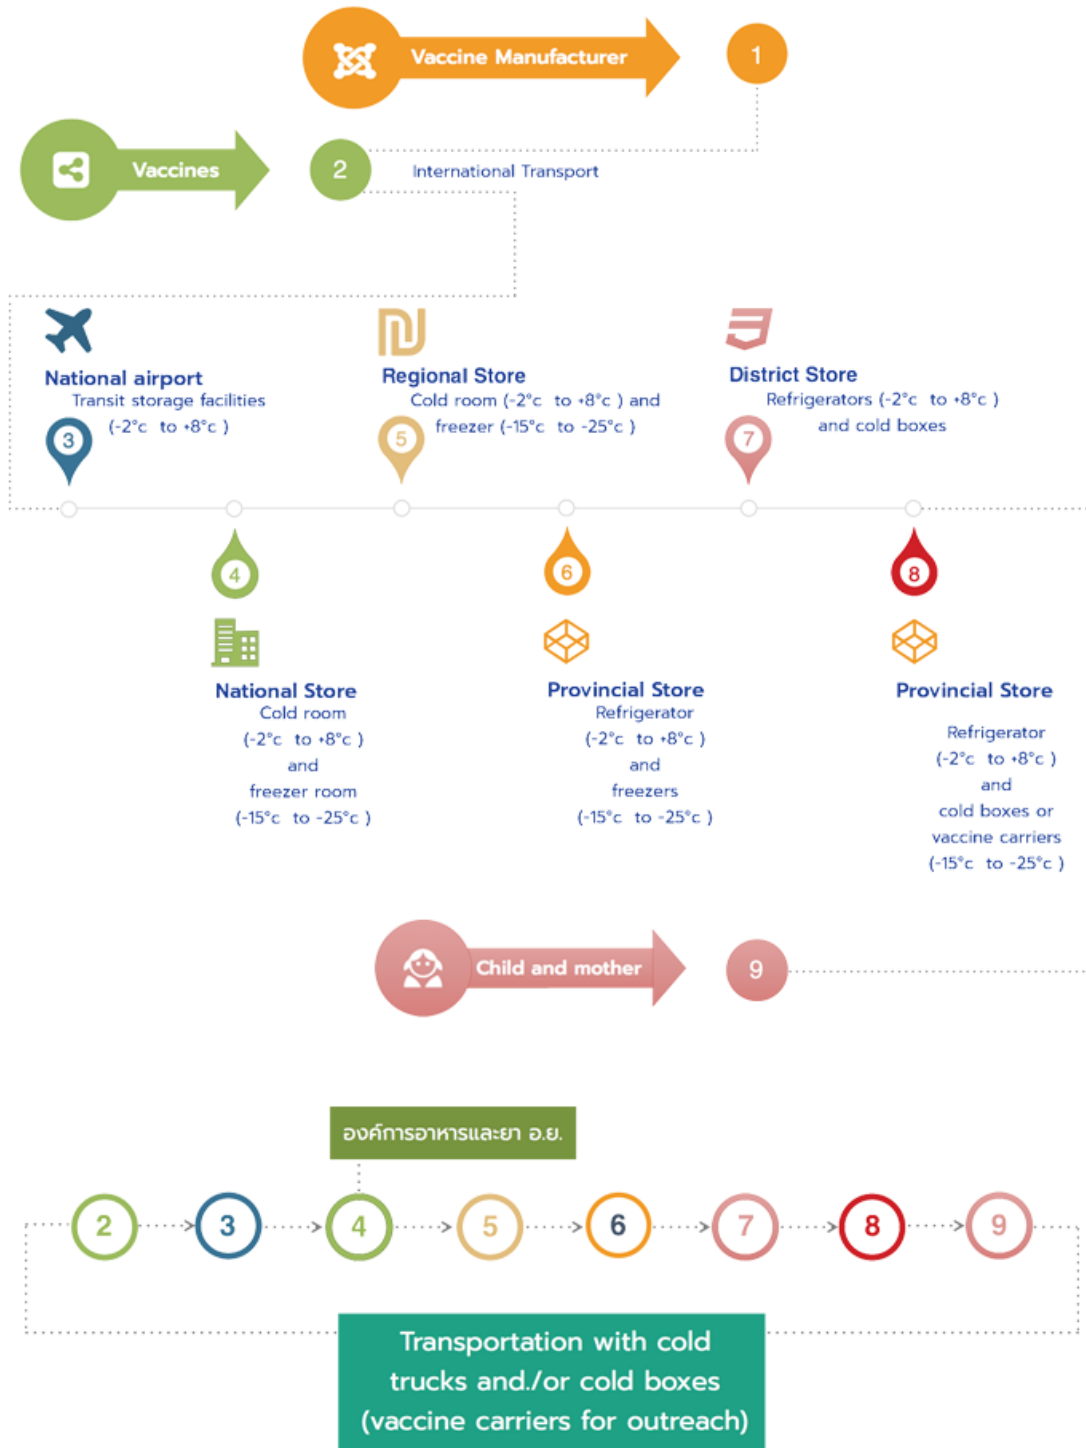 Vaccine Manufacturer
1
Vaccines
2
International Transport
National airport
Transit storage facilities
(-2°c to +8°c )
3
Regional Store
Cold room (-2°c to +8°c ) and
freezer (-15°c to -25°c )
5
District Store
Refrigerators (-2°c to +8°c )
and cold boxes
7
4
National Store
Cold room
(-2°c to +8°c )
and
freezer room
(-15°c to -25°c )
6
Provincial Store
Refrigerator
(-2°c to +8°c )
and
freezers
(-15°c to -25°c )
8
Provincial Store
Refrigerator
(-2°c to +8°c )
and
cold boxes or
vaccine carriers
(-15°c to -25°c )
Child and mother
9
องค์การอาหารและยา อ.ย.
2 3 4 5 6 7 8 9
Transportation with cold
trucks and./or cold boxes
(vaccine carriers for outreach)